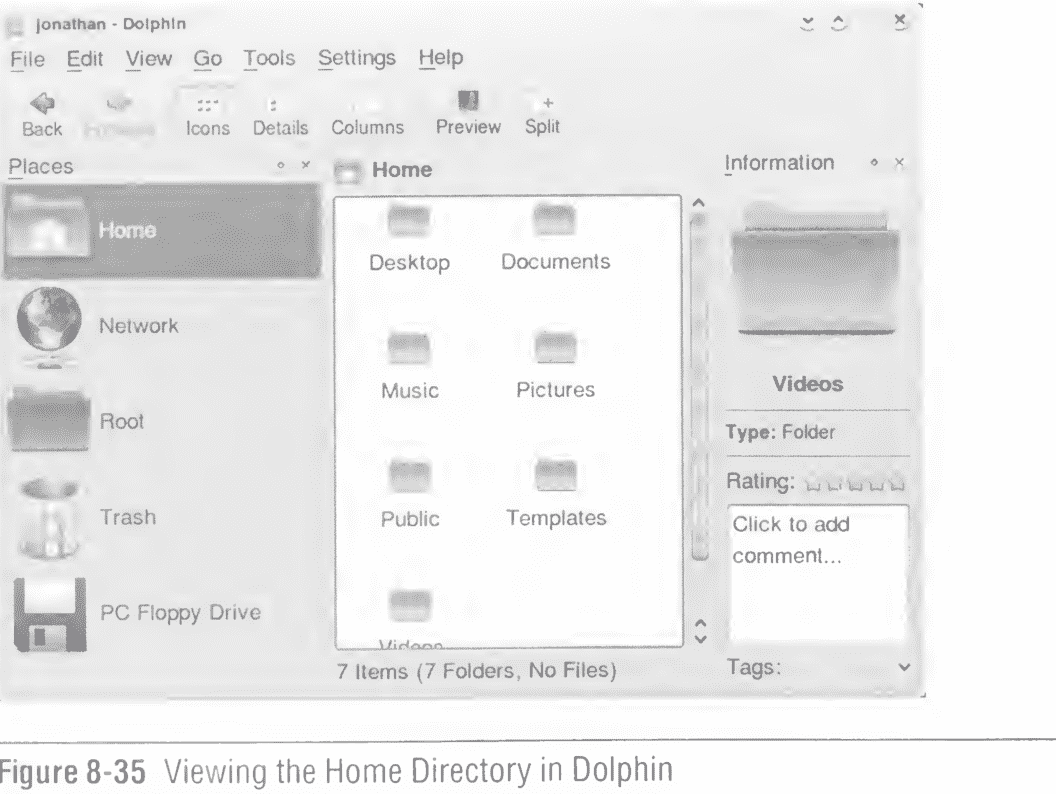 jonathan - Dolphin
File Edit View Go Tools Settings Help
Back Forward Icons Details Columns Preview Split
Places
Home
Network
Root
Trash
PC Floppy Drive
Home
Desktop Documents
Music Pictures
Public Templates
Videos
7 Items (7 Folders, No Files)
Information
Videos
Type: Folder
Rating:
Click to add
comment...
Tags:
Figure 8-35 Viewing the Home Directory in Dolphin